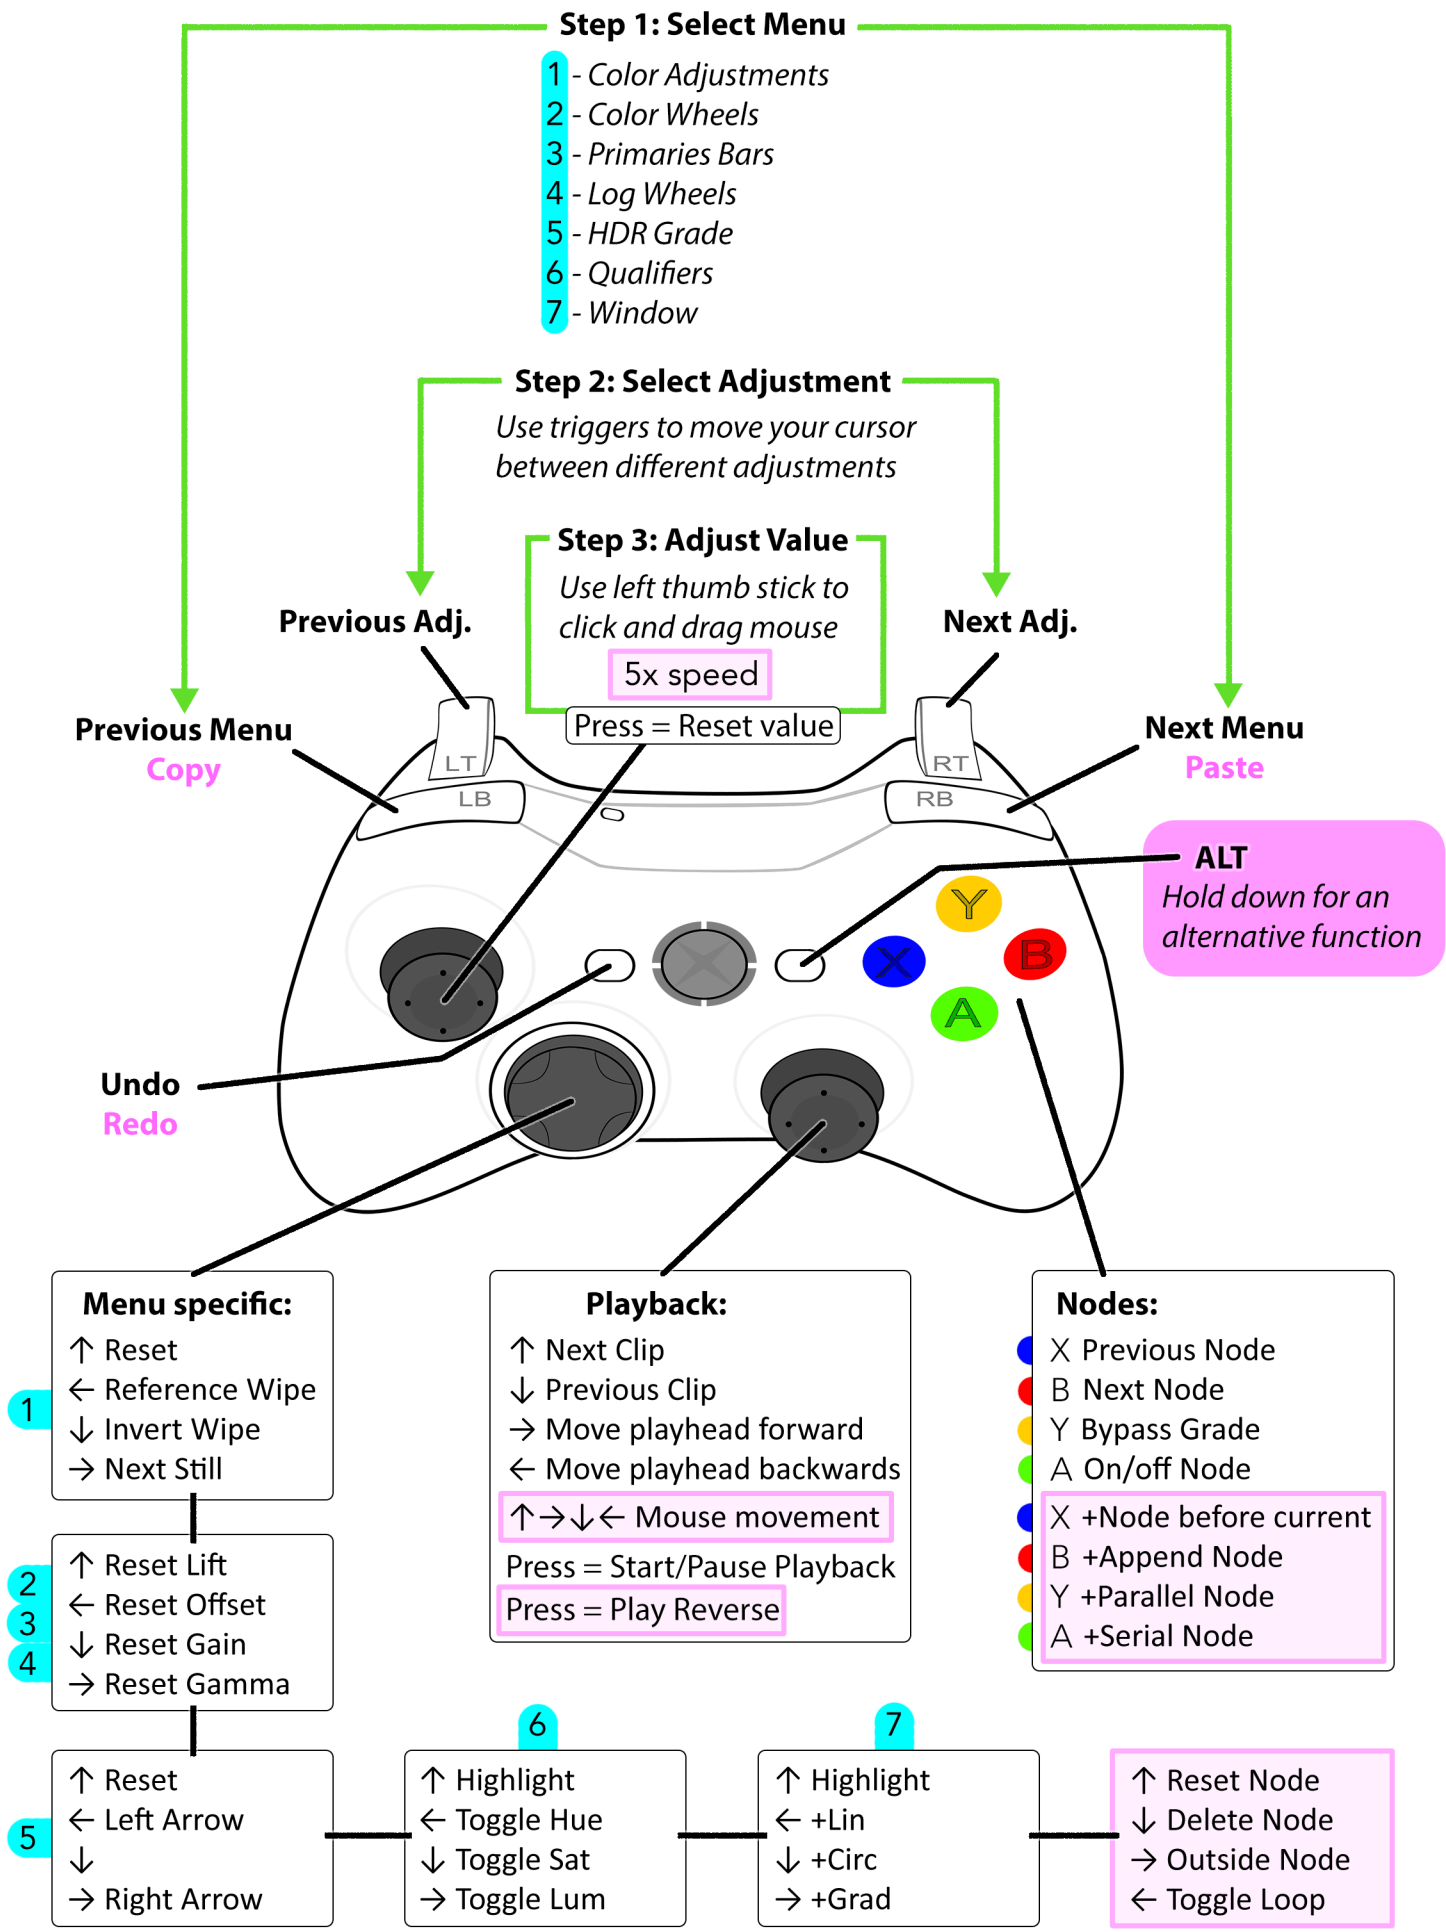 Step 1: Select Menu
1 - Color Adjustments
2 - Color Wheels
3 - Primaries Bars
4 - Log Wheels
5 - HDR Grade
6 - Qualifiers
7 - Window
Step 2: Select Adjustment
Use triggers to move your cursor
between different adjustments
Step 3: Adjust Value
Use left thumb stick to
click and drag mouse
5x speed
Press = Reset value
Previous Adj.
Next Adj.
Previous Menu
Copy
Next Menu
Paste
LT
RT
LB
RB
ALT
Hold down for an
alternative function
Y
X
B
A
Undo
Redo
Menu specific:
1
↑ Reset
← Reference Wipe
↓ Invert Wipe
→ Next Still
2
3
4
↑ Reset Lift
← Reset Offset
↓ Reset Gain
→ Reset Gamma
5
↑ Reset
← Left Arrow
↓
→ Right Arrow
6
↑ Highlight
← Toggle Hue
↓ Toggle Sat
→ Toggle Lum
7
↑ Highlight
← +Lin
↓ +Circ
→ +Grad
↑ Reset Node
↓ Delete Node
→ Outside Node
← Toggle Loop
Playback:
↑ Next Clip
↓ Previous Clip
→ Move playhead forward
← Move playhead backwards
↑→↓← Mouse movement
Press = Start/Pause Playback
Press = Play Reverse
Nodes:
X Previous Node
B Next Node
Y Bypass Grade
A On/off Node
X +Node before current
B +Append Node
Y +Parallel Node
A +Serial Node